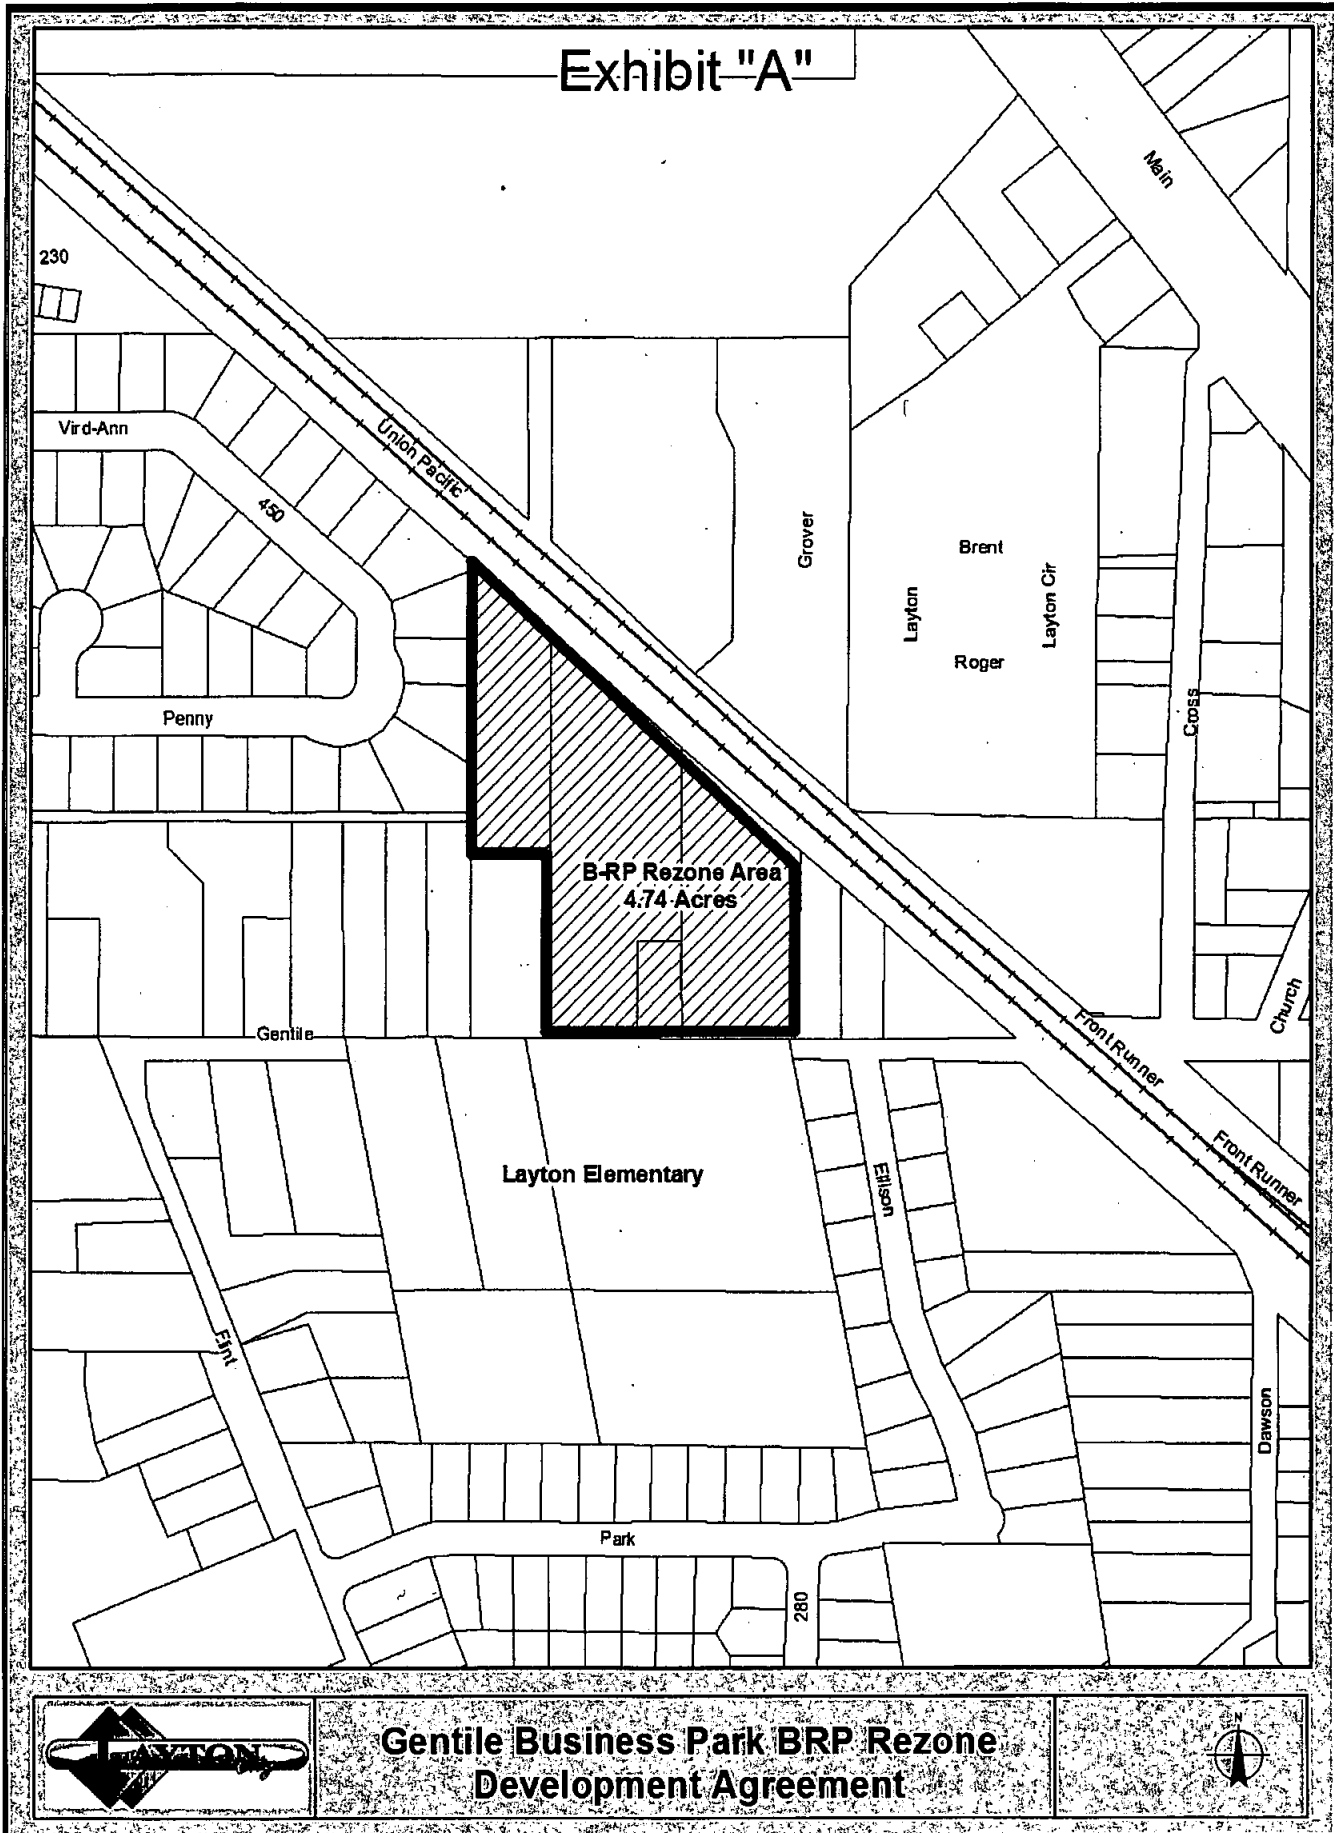 Exhibit "A"
Main
230
Vird-Ann
Union Pacific
450
Grover
Brent
Layton
Layton Cir
Roger
Penny
Cross
B-RP Rezone Area
4.74 Acres
Church
Gentile
Front Runner
Front Runner
Layton Elementary
Ellison
Flint
Dawson
Park
280
LAYTON
City
Gentile Business Park BRP Rezone
Development Agreement
N